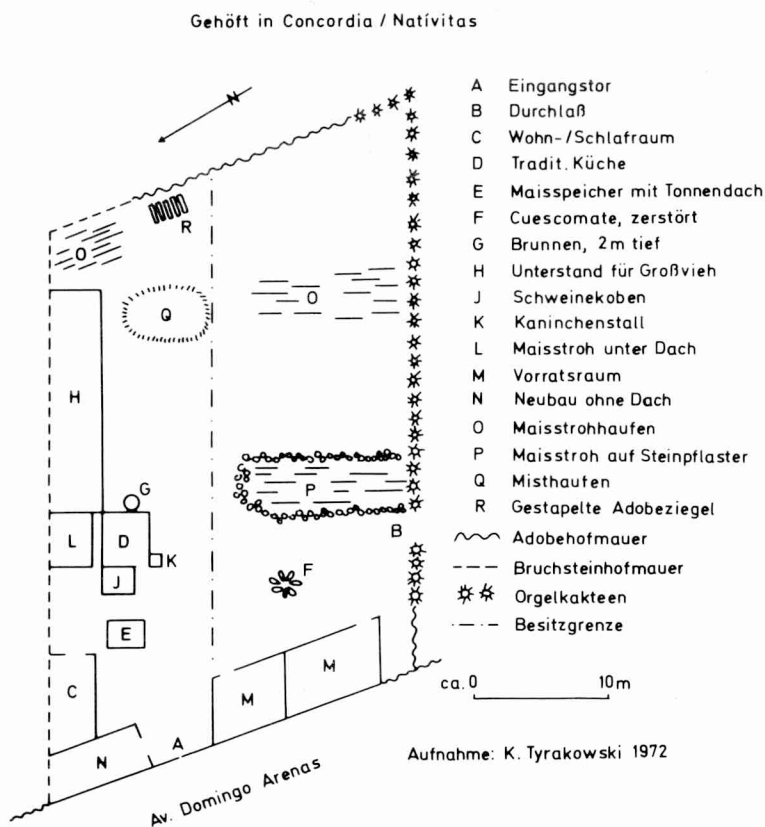 Gehöft in Concordia / Natívitas
N
A Eingangstor
B Durchlaß
C Wohn-/Schlafraum
D Tradit. Küche
E Maisspeicher mit Tonnendach
F Cuescomate, zerstört
G Brunnen, 2m tief
H Unterstand für Großvieh
J Schweinekoben
K Kaninchenstall
L Maisstroh unter Dach
M Vorratsraum
N Neubau ohne Dach
O Maisstrohhaufen
P Maisstroh auf Steinpflaster
Q Misthaufen
R Gestapelte Adobeziegel
Adobehofmauer
Bruchsteinhofmauer
Orgelkakteen
Besitzgrenze
ca. 0 10 m
Aufnahme: K. Tyrakowski 1972
R
O
O
Q
H
P
G
B
L
D
K
F
J
E
C
M
M
A
N
Av. Domingo Arenas